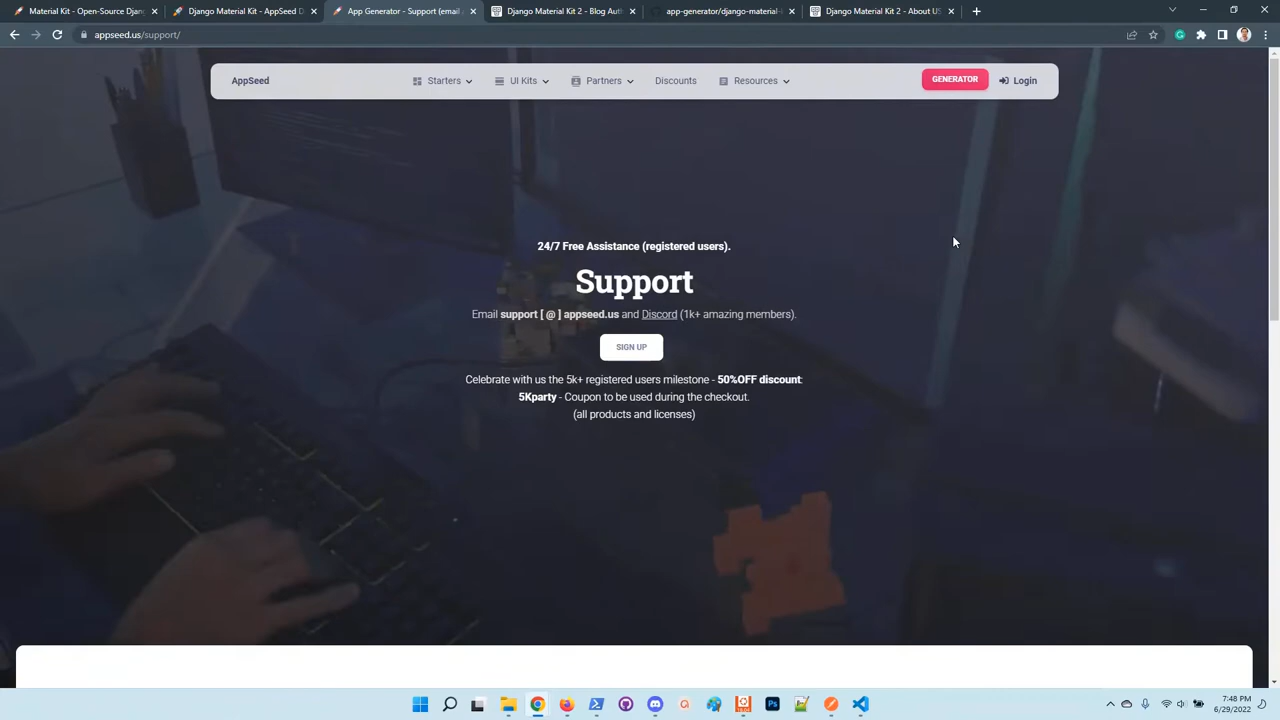 Material Kit - Open-Source Djang
Django Material Kit - AppSeed D
App Generator - Support (email
Django Material Kit 2 - Blog Auth
app-generator/django-material-
Django Material Kit 2 - About US
appseed.us/support/
AppSeed
Starters
UI Kits
Partners
Discounts
Resources
GENERATOR
Login
24/7 Free Assistance (registered users).
Support
Email support [ @ ] appseed.us and Discord (1k+ amazing members).
SIGN UP
Celebrate with us the 5k+ registered users milestone - 50%OFF discount:
5Kparty - Coupon to be used during the checkout.
(all products and licenses)
Ps
7:48 PM
6/29/2022